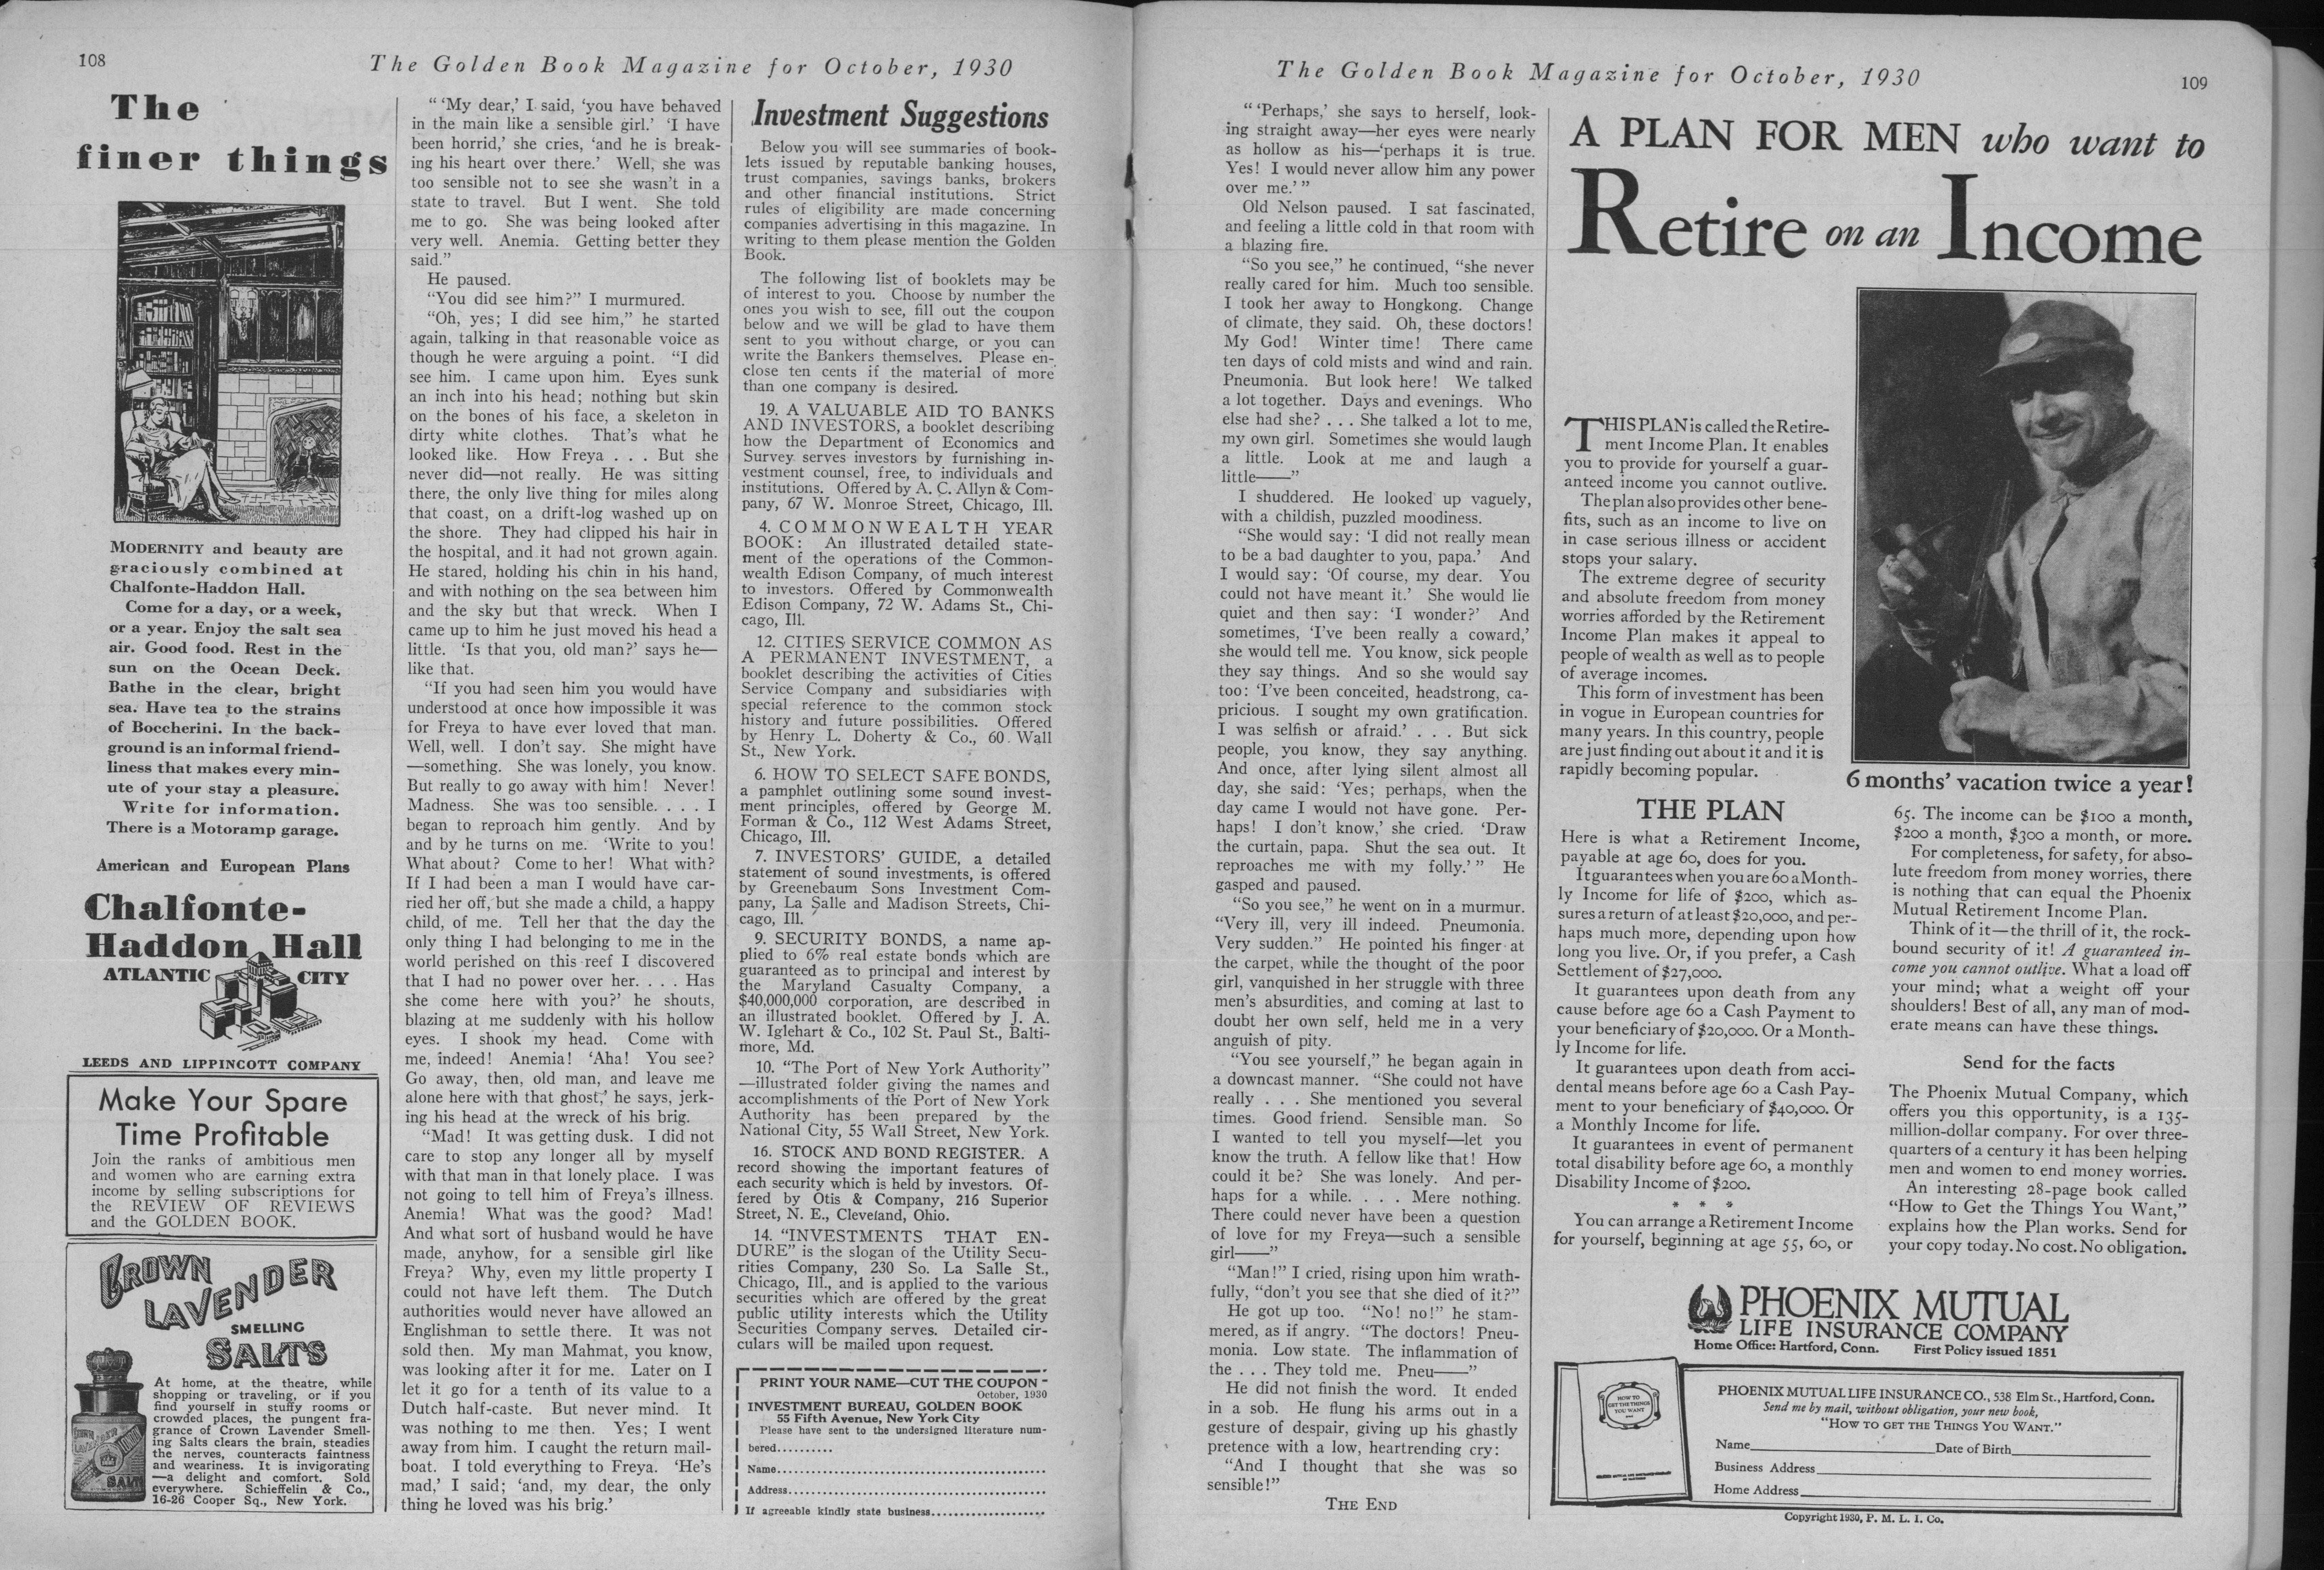 108
The Golden Book Magazine for October, 1930
The
finer things
MODERNITY and beauty are
graciously combined at
Chalfonte-Haddon Hall.
Come for a day, or a week,
or a year. Enjoy the salt sea
air. Good food. Rest in the
sun on the Ocean Deck.
Bathe in the clear, bright
sea. Have tea to the strains
of Boccherini. In the back-
ground is an informal friend-
liness that makes every min-
ute of your stay a pleasure.
Write for information.
There is a Motoramp garage.
American and European Plans
Chalfonte-
Haddon Hall
ATLANTIC CITY
LEEDS AND LIPPINCOTT COMPANY
Make Your Spare
Time Profitable
Join the ranks of ambitious men
and women who are earning extra
income by selling subscriptions for
the REVIEW OF REVIEWS
and the GOLDEN BOOK.
CROWN
LAVENDER
SMELLING
SALTS
At home, at the theatre, while
shopping or traveling, or if you
find yourself in stuffy rooms or
crowded places, the pungent fra-
grance of Crown Lavender Smell-
ing Salts clears the brain, steadies
the nerves, counteracts faintness
and weariness. It is invigorating
—a delight and comfort. Sold
everywhere. Schieffelin & Co.,
16-26 Cooper Sq., New York.
“ ‘My dear,’ I said, ‘you have behaved
in the main like a sensible girl.’ ‘I have
been horrid,’ she cries, ‘and he is break-
ing his heart over there.’ Well, she was
too sensible not to see she wasn’t in a
state to travel. But I went. She told
me to go. She was being looked after
very well. Anemia. Getting better they
said.”
He paused.
“You did see him?” I murmured.
“Oh, yes; I did see him,” he started
again, talking in that reasonable voice as
though he were arguing a point. “I did
see him. I came upon him. Eyes sunk
an inch into his head; nothing but skin
on the bones of his face, a skeleton in
dirty white clothes. That’s what he
looked like. How Freya . . . But she
never did—not really. He was sitting
there, the only live thing for miles along
that coast, on a drift-log washed up on
the shore. They had clipped his hair in
the hospital, and it had not grown again.
He stared, holding his chin in his hand,
and with nothing on the sea between him
and the sky but that wreck. When I
came up to him he just moved his head a
little. ‘Is that you, old man?’ says he—
like that.
“If you had seen him you would have
understood at once how impossible it was
for Freya to have ever loved that man.
Well, well. I don’t say. She might have
—something. She was lonely, you know.
But really to go away with him! Never!
Madness. She was too sensible. . . . I
began to reproach him gently. And by
and by he turns on me. ‘Write to you!
What about? Come to her! What with?
If I had been a man I would have car-
ried her off, but she made a child, a happy
child, of me. Tell her that the day the
only thing I had belonging to me in the
world perished on this reef I discovered
that I had no power over her. . . . Has
she come here with you?’ he shouts,
blazing at me suddenly with his hollow
eyes. I shook my head. Come with
me, indeed! Anemia! ‘Aha! You see?
Go away, then, old man, and leave me
alone here with that ghost,’ he says, jerk-
ing his head at the wreck of his brig.
“Mad! It was getting dusk. I did not
care to stop any longer all by myself
with that man in that lonely place. I was
not going to tell him of Freya’s illness.
Anemia! What was the good? Mad!
And what sort of husband would he have
made, anyhow, for a sensible girl like
Freya? Why, even my little property I
could not have left them. The Dutch
authorities would never have allowed an
Englishman to settle there. It was not
sold then. My man Mahmat, you know,
was looking after it for me. Later on I
let it go for a tenth of its value to a
Dutch half-caste. But never mind. It
was nothing to me then. Yes; I went
away from him. I caught the return mail-
boat. I told everything to Freya. ‘He’s
mad,’ I said; ‘and, my dear, the only
thing he loved was his brig.’
Investment Suggestions
Below you will see summaries of book-
lets issued by reputable banking houses,
trust companies, savings banks, brokers
and other financial institutions. Strict
rules of eligibility are made concerning
companies advertising in this magazine. In
writing to them please mention the Golden
Book.
The following list of booklets may be
of interest to you. Choose by number the
ones you wish to see, fill out the coupon
below and we will be glad to have them
sent to you without charge, or you can
write the Bankers themselves. Please en-
close ten cents if the material of more
than one company is desired.
19. A VALUABLE AID TO BANKS
AND INVESTORS, a booklet describing
how the Department of Economics and
Survey serves investors by furnishing in-
vestment counsel, free, to individuals and
institutions. Offered by A. C. Allyn & Com-
pany, 67 W. Monroe Street, Chicago, Ill.
4. COMMONWEALTH YEAR
BOOK: An illustrated detailed state-
ment of the operations of the Common-
wealth Edison Company, of much interest
to investors. Offered by Commonwealth
Edison Company, 72 W. Adams St., Chi-
cago, Ill.
12. CITIES SERVICE COMMON AS
A PERMANENT INVESTMENT, a
booklet describing the activities of Cities
Service Company and subsidiaries with
special reference to the common stock
history and future possibilities. Offered
by Henry L. Doherty & Co., 60 Wall
St., New York.
6. HOW TO SELECT SAFE BONDS,
a pamphlet outlining some sound invest-
ment principles, offered by George M.
Forman & Co., 112 West Adams Street,
Chicago, Ill.
7. INVESTORS’ GUIDE, a detailed
statement of sound investments, is offered
by Greenebaum Sons Investment Com-
pany, La Salle and Madison Streets, Chi-
cago, Ill.
9. SECURITY BONDS, a name ap-
plied to 6% real estate bonds which are
guaranteed as to principal and interest by
the Maryland Casualty Company, a
$40,000,000 corporation, are described in
an illustrated booklet. Offered by J. A.
W. Iglehart & Co., 102 St. Paul St., Balti-
more, Md.
10. “The Port of New York Authority”
—illustrated folder giving the names and
accomplishments of the Port of New York
Authority has been prepared by the
National City, 55 Wall Street, New York.
16. STOCK AND BOND REGISTER. A
record showing the important features of
each security which is held by investors. Of-
fered by Otis & Company, 216 Superior
Street, N. E., Cleveland, Ohio.
14. “INVESTMENTS THAT EN-
DURE” is the slogan of the Utility Secu-
rities Company, 230 So. La Salle St.,
Chicago, Ill., and is applied to the various
securities which are offered by the great
public utility interests which the Utility
Securities Company serves. Detailed cir-
culars will be mailed upon request.
PRINT YOUR NAME—CUT THE COUPON
October, 1930
INVESTMENT BUREAU, GOLDEN BOOK
55 Fifth Avenue, New York City
Please have sent to the undersigned literature num-
bered..........
Name..............................................
Address............................................
If agreeable kindly state business....................
The Golden Book Magazine for October, 1930
109
“ ‘Perhaps,’ she says to herself, look-
ing straight away—her eyes were nearly
as hollow as his—‘perhaps it is true.
Yes! I would never allow him any power
over me.’ ”
Old Nelson paused. I sat fascinated,
and feeling a little cold in that room with
a blazing fire.
“So you see,” he continued, “she never
really cared for him. Much too sensible.
I took her away to Hongkong. Change
of climate, they said. Oh, these doctors!
My God! Winter time! There came
ten days of cold mists and wind and rain.
Pneumonia. But look here! We talked
a lot together. Days and evenings. Who
else had she? . . . She talked a lot to me,
my own girl. Sometimes she would laugh
a little. Look at me and laugh a
little——”
I shuddered. He looked up vaguely,
with a childish, puzzled moodiness.
“She would say: ‘I did not really mean
to be a bad daughter to you, papa.’ And
I would say: ‘Of course, my dear. You
could not have meant it.’ She would lie
quiet and then say: ‘I wonder?’ And
sometimes, ‘I’ve been really a coward,’
she would tell me. You know, sick people
they say things. And so she would say
too: ‘I’ve been conceited, headstrong, ca-
pricious. I sought my own gratification.
I was selfish or afraid.’ . . . But sick
people, you know, they say anything.
And once, after lying silent almost all
day, she said: ‘Yes; perhaps, when the
day came I would not have gone. Per-
haps! I don’t know,’ she cried. ‘Draw
the curtain, papa. Shut the sea out. It
reproaches me with my folly.’ ” He
gasped and paused.
“So you see,” he went on in a murmur.
“Very ill, very ill indeed. Pneumonia.
Very sudden.” He pointed his finger at
the carpet, while the thought of the poor
girl, vanquished in her struggle with three
men’s absurdities, and coming at last to
doubt her own self, held me in a very
anguish of pity.
“You see yourself,” he began again in
a downcast manner. “She could not have
really . . . She mentioned you several
times. Good friend. Sensible man. So
I wanted to tell you myself—let you
know the truth. A fellow like that! How
could it be? She was lonely. And per-
haps for a while. . . . Mere nothing.
There could never have been a question
of love for my Freya—such a sensible
girl——”
“Man!” I cried, rising upon him wrath-
fully, “don’t you see that she died of it?”
He got up too. “No! no!” he stam-
mered, as if angry. “The doctors! Pneu-
monia. Low state. The inflammation of
the . . . They told me. Pneu——”
He did not finish the word. It ended
in a sob. He flung his arms out in a
gesture of despair, giving up his ghastly
pretence with a low, heartrending cry:
“And I thought that she was so
sensible!”
THE END
A PLAN FOR MEN who want to
Retire on an Income
THIS PLAN is called the Retire-
ment Income Plan. It enables
you to provide for yourself a guar-
anteed income you cannot outlive.
The plan also provides other bene-
fits, such as an income to live on
in case serious illness or accident
stops your salary.
The extreme degree of security
and absolute freedom from money
worries afforded by the Retirement
Income Plan makes it appeal to
people of wealth as well as to people
of average incomes.
This form of investment has been
in vogue in European countries for
many years. In this country, people
are just finding out about it and it is
rapidly becoming popular.
6 months’ vacation twice a year!
THE PLAN
Here is what a Retirement Income,
payable at age 60, does for you.
It guarantees when you are 60 a Month-
ly Income for life of $200, which as-
sures a return of at least $20,000, and per-
haps much more, depending upon how
long you live. Or, if you prefer, a Cash
Settlement of $27,000.
It guarantees upon death from any
cause before age 60 a Cash Payment to
your beneficiary of $20,000. Or a Month-
ly Income for life.
It guarantees upon death from acci-
dental means before age 60 a Cash Pay-
ment to your beneficiary of $40,000. Or
a Monthly Income for life.
It guarantees in event of permanent
total disability before age 60, a monthly
Disability Income of $200.
* * *
You can arrange a Retirement Income
for yourself, beginning at age 55, 60, or
65. The income can be $100 a month,
$200 a month, $300 a month, or more.
For completeness, for safety, for abso-
lute freedom from money worries, there
is nothing that can equal the Phoenix
Mutual Retirement Income Plan.
Think of it—the thrill of it, the rock-
bound security of it! A guaranteed in-
come you cannot outlive. What a load off
your mind; what a weight off your
shoulders! Best of all, any man of mod-
erate means can have these things.
Send for the facts
The Phoenix Mutual Company, which
offers you this opportunity, is a 135-
million-dollar company. For over three-
quarters of a century it has been helping
men and women to end money worries.
An interesting 28-page book called
“How to Get the Things You Want,”
explains how the Plan works. Send for
your copy today. No cost. No obligation.
PHOENIX MUTUAL
LIFE INSURANCE COMPANY
Home Office: Hartford, Conn. First Policy issued 1851
HOW TO
GET THE THINGS
YOU WANT
PHOENIX MUTUAL LIFE INSURANCE CO., 538 Elm St., Hartford, Conn.
Send me by mail, without obligation, your new book,
“HOW TO GET THE THINGS YOU WANT.”
Name Date of Birth
Business Address
Home Address
Copyright 1930, P. M. L. I. Co.